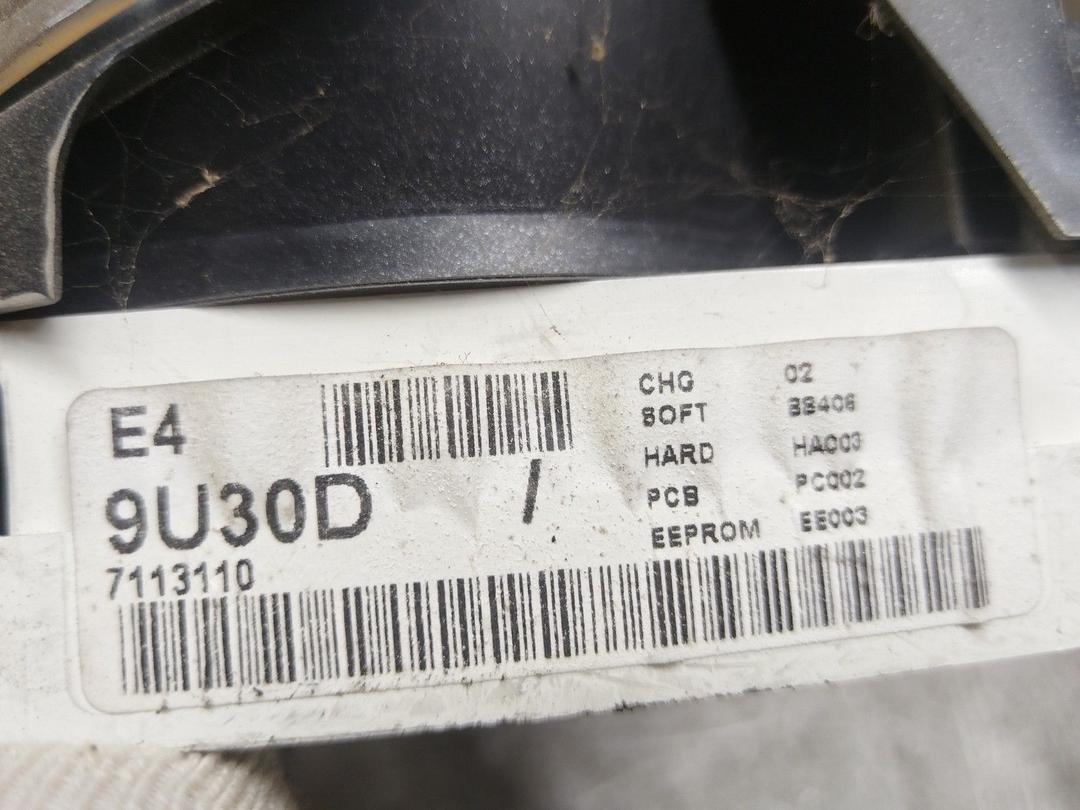 E4
9U30D /
7113110
CHG 02
SOFT BB406
HARD HA003
PCB PC002
EEPROM EE003